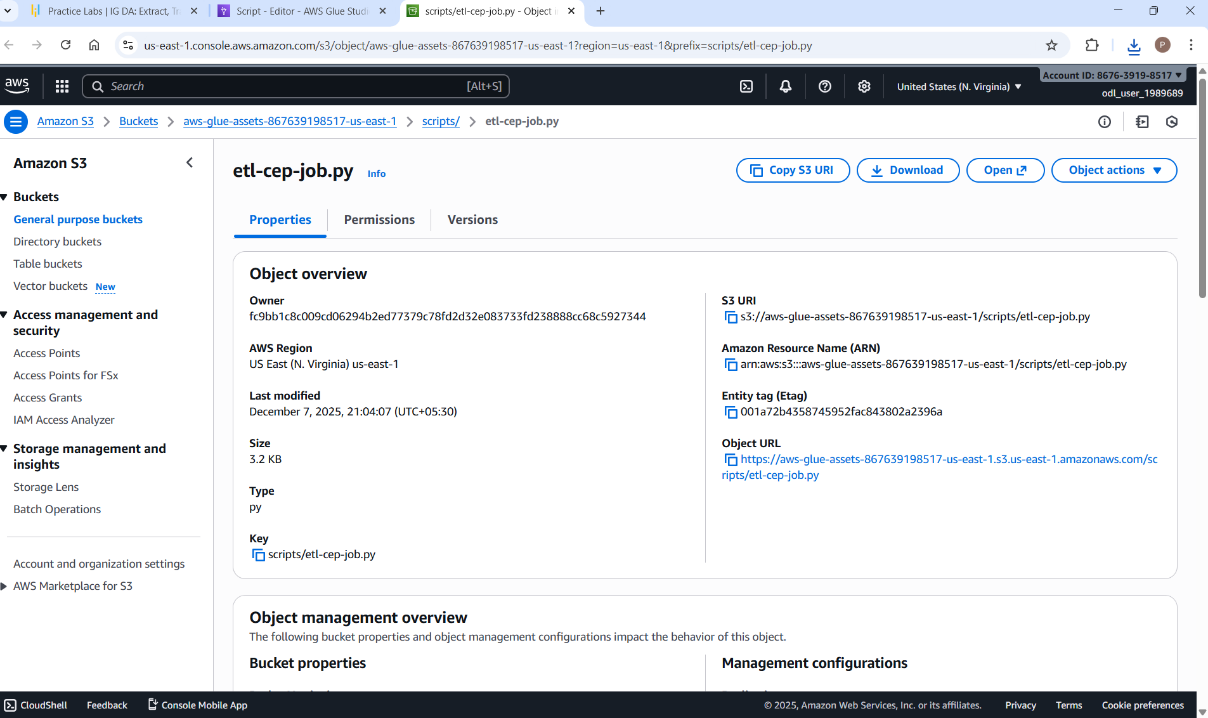 Practice Labs | IG DA: Extract, Tr
Script - Editor - AWS Glue Studi
scripts/etl-cep-job.py - Object i
us-east-1.console.aws.amazon.com/s3/object/aws-glue-assets-867639198517-us-east-1?region=us-east-1&prefix=scripts/etl-cep-job.py
P
aws
Search
[Alt+S]
United States (N. Virginia)
Account ID: 8676-3919-8517
odl_user_1989689
Amazon S3 > Buckets > aws-glue-assets-867639198517-us-east-1 > scripts/ > etl-cep-job.py
Amazon S3
Buckets
General purpose buckets
Directory buckets
Table buckets
Vector buckets New
Access management and
security
Access Points
Access Points for FSx
Access Grants
IAM Access Analyzer
Storage management and
insights
Storage Lens
Batch Operations
Account and organization settings
AWS Marketplace for S3
etl-cep-job.py Info
Copy S3 URI
Download
Open
Object actions
Properties
Permissions
Versions
Object overview
Owner
fc9bb1c8c009cd06294b2ed77379c78fd2d32e083733fd238888cc68c5927344
AWS Region
US East (N. Virginia) us-east-1
Last modified
December 7, 2025, 21:04:07 (UTC+05:30)
Size
3.2 KB
Type
py
Key
scripts/etl-cep-job.py
S3 URI
s3://aws-glue-assets-867639198517-us-east-1/scripts/etl-cep-job.py
Amazon Resource Name (ARN)
arn:aws:s3:::aws-glue-assets-867639198517-us-east-1/scripts/etl-cep-job.py
Entity tag (Etag)
001a72b4358745952fac843802a2396a
Object URL
https://aws-glue-assets-867639198517-us-east-1.s3.us-east-1.amazonaws.com/sc
ripts/etl-cep-job.py
Object management overview
The following bucket properties and object management configurations impact the behavior of this object.
Bucket properties
Management configurations
CloudShell
Feedback
Console Mobile App
© 2025, Amazon Web Services, Inc. or its affiliates.
Privacy
Terms
Cookie preferences